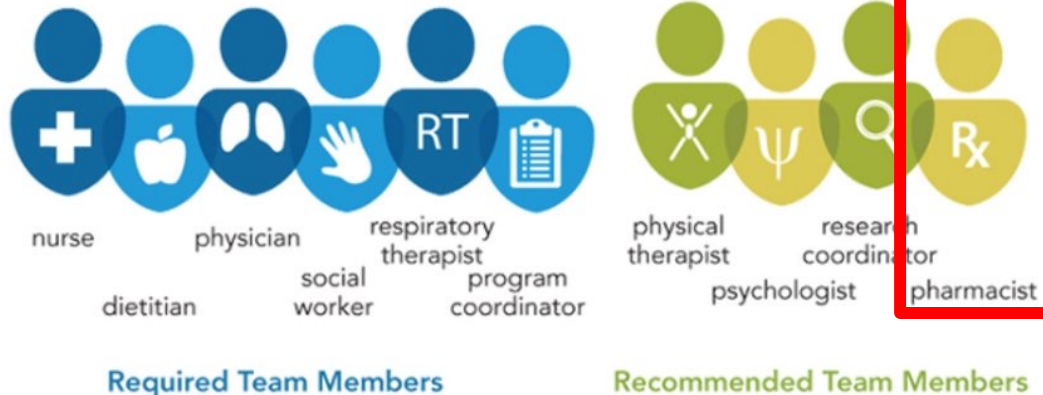 RT
Rx
nurse
physician
respiratory
therapist
dietitian
social
worker
program
coordinator
physical
therapist
research
coordinator
psychologist
pharmacist
Required Team Members
Recommended Team Members